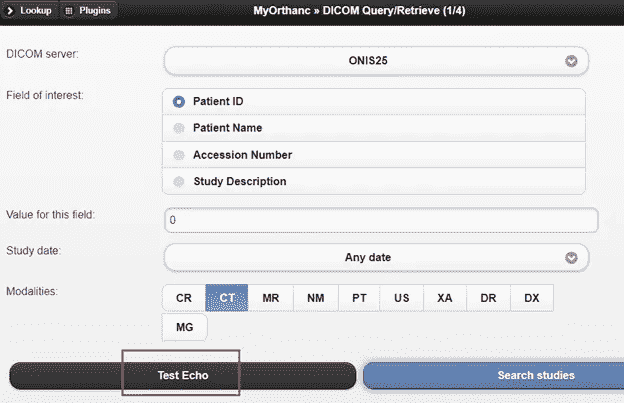 Lookup Plugins MyOrthanc » DICOM Query/Retrieve (1/4)
DICOM server: ONIS25
Field of interest: Patient ID
Patient Name
Accession Number
Study Description
Value for this field: 0
Study date: Any date
Modalities: CR CT MR NM PT US XA DR DX
MG
Test Echo Search studies